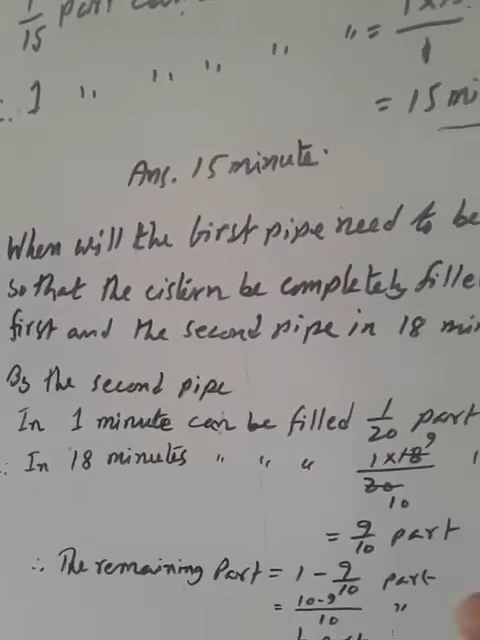 1/15 part
1 " " " " " = 1
∴ 1 " " " " = 15 mi
Ans. 15 minute.
When will the first pipe need to be
so that the cistern be completely fille
first and the second pipe in 18 min
By the second pipe
In 1 minute can be filled 1/20 part
∴ In 18 minutes " " " 1×18 9/20 10 "
= 9/10 part
∴ The remaining Part = 1 - 9/10 part
= 10-9/10 "